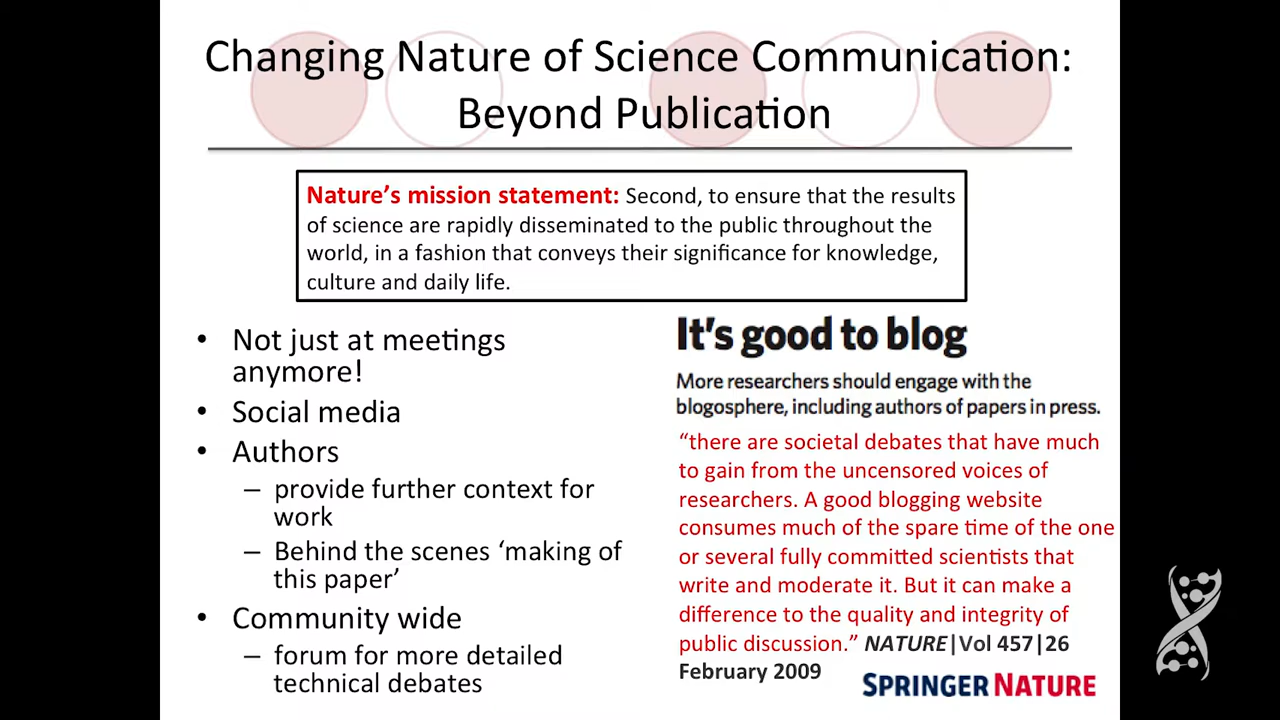 Changing Nature of Science Communication:
Beyond Publication
Nature's mission statement: Second, to ensure that the results
of science are rapidly disseminated to the public throughout the
world, in a fashion that conveys their significance for knowledge,
culture and daily life.
• Not just at meetings
anymore!
• Social media
• Authors
– provide further context for
work
– Behind the scenes ‘making of
this paper’
• Community wide
– forum for more detailed
technical debates
It's good to blog
More researchers should engage with the
blogosphere, including authors of papers in press.
“there are societal debates that have much
to gain from the uncensored voices of
researchers. A good blogging website
consumes much of the spare time of the one
or several fully committed scientists that
write and moderate it. But it can make a
difference to the quality and integrity of
public discussion.” NATURE|Vol 457|26
February 2009
SPRINGER NATURE